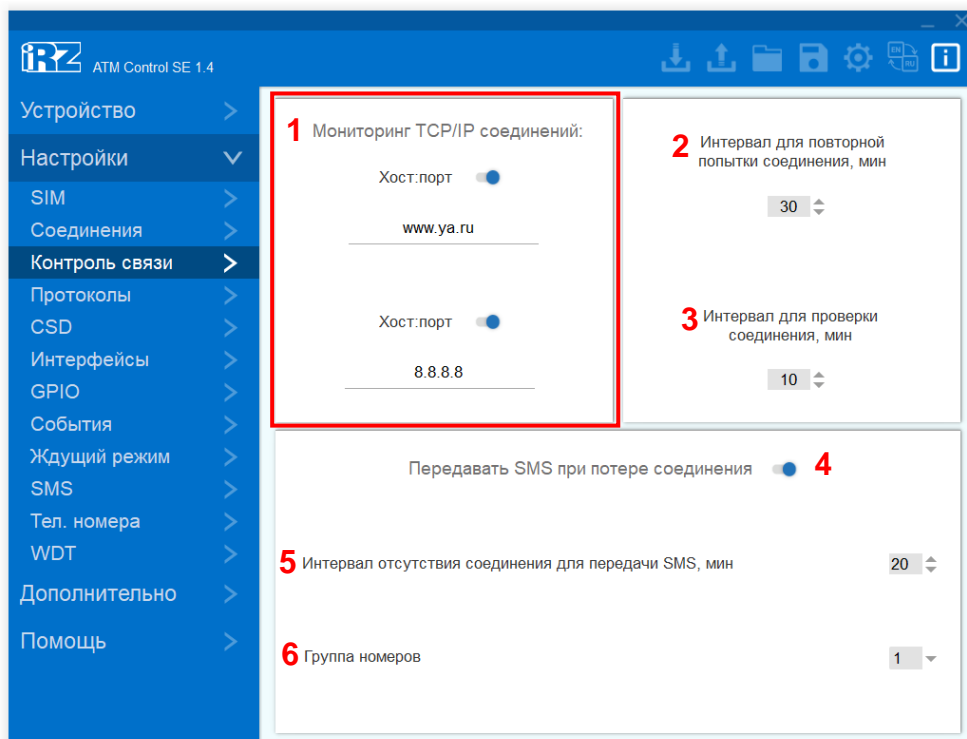 iRZ ATM Control SE 1.4
EN
RU
Устройство
Настройки
SIM
Соединения
Контроль связи
Протоколы
CSD
Интерфейсы
GPIO
События
Ждущий режим
SMS
Тел. номера
WDT
Дополнительно
Помощь
1 Мониторинг TCP/IP соединений:
Хост:порт
www.ya.ru
Хост:порт
8.8.8.8
2 Интервал для повторной
попытки соединения, мин
30
3 Интервал для проверки
соединения, мин
10
Передавать SMS при потере соединения 4
5 Интервал отсутствия соединения для передачи SMS, мин 20
6 Группа номеров 1